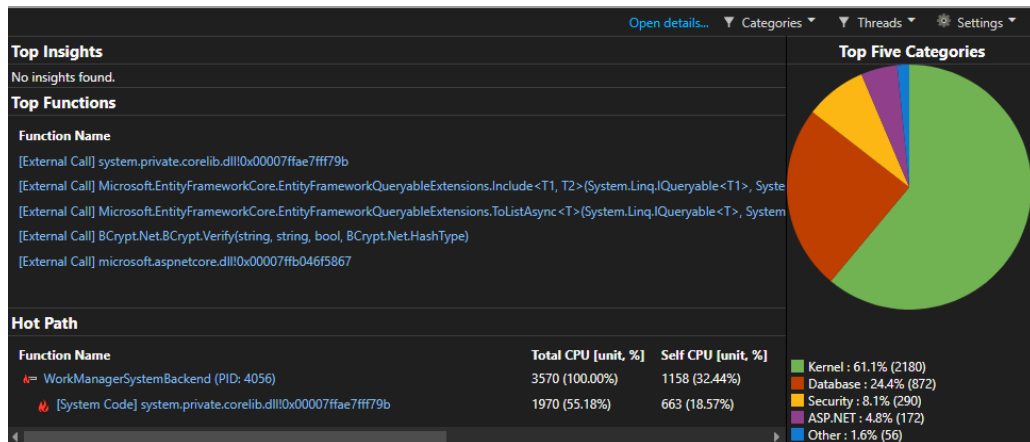 Open details... Categories Threads Settings
Top Insights
No insights found.
Top Functions
Function Name
[External Call] system.private.corelib.dll!0x00007ffae7fff79b
[External Call] Microsoft.EntityFrameworkCore.EntityFrameworkQueryableExtensions.Include<T1, T2>(System.Linq.IQueryable<T1>, Syste
[External Call] Microsoft.EntityFrameworkCore.EntityFrameworkQueryableExtensions.ToListAsync<T>(System.Linq.IQueryable<T>, System
[External Call] BCrypt.Net.BCrypt.Verify(string, string, bool, BCrypt.Net.HashType)
[External Call] microsoft.aspnetcore.dll!0x00007ffb046f5867
Hot Path
Function Name Total CPU [unit, %] Self CPU [unit, %]
WorkManagerSystemBackend (PID: 4056) 3570 (100.00%) 1158 (32.44%)
[System Code] system.private.corelib.dll!0x00007ffae7fff79b 1970 (55.18%) 663 (18.57%)
Top Five Categories
Kernel : 61.1% (2180)
Database : 24.4% (872)
Security : 8.1% (290)
ASP.NET : 4.8% (172)
Other : 1.6% (56)